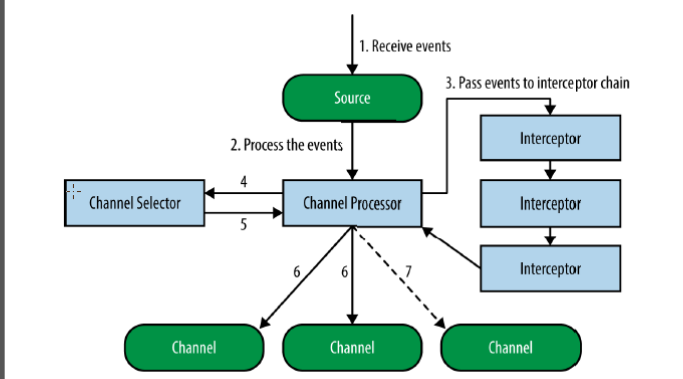 1. Receive events
Source
3. Pass events to interceptor chain
2. Process the events
Interceptor
4
Channel Selector
Channel Processor
Interceptor
5
Interceptor
6
6
7
Channel
Channel
Channel